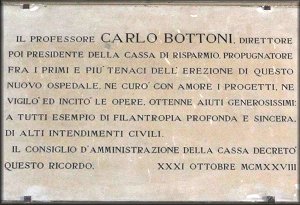 IL PROFESSORE CARLO BOTTONI, DIRETTORE
POI PRESIDENTE DELLA CASSA DI RISPARMIO, PROPUGNATORE
FRA I PRIMI E PIU' TENACI DELL' EREZIONE DI QUESTO
NUOVO OSPEDALE, NE CURO' CON AMORE I PROGETTI, NE
VIGILO' ED INCITO' LE OPERE, OTTENNE AIUTI GENEROSISSIMI
A TUTTI ESEMPIO DI FILANTROPIA PROFONDA E SINCERA,
DI ALTI INTENDIMENTI CIVILI.
IL CONSIGLIO D'AMMINISTRAZIONE DELLA CASSA DECRETO'
QUESTO RICORDO. XXXI OTTOBRE MCMXXVIII